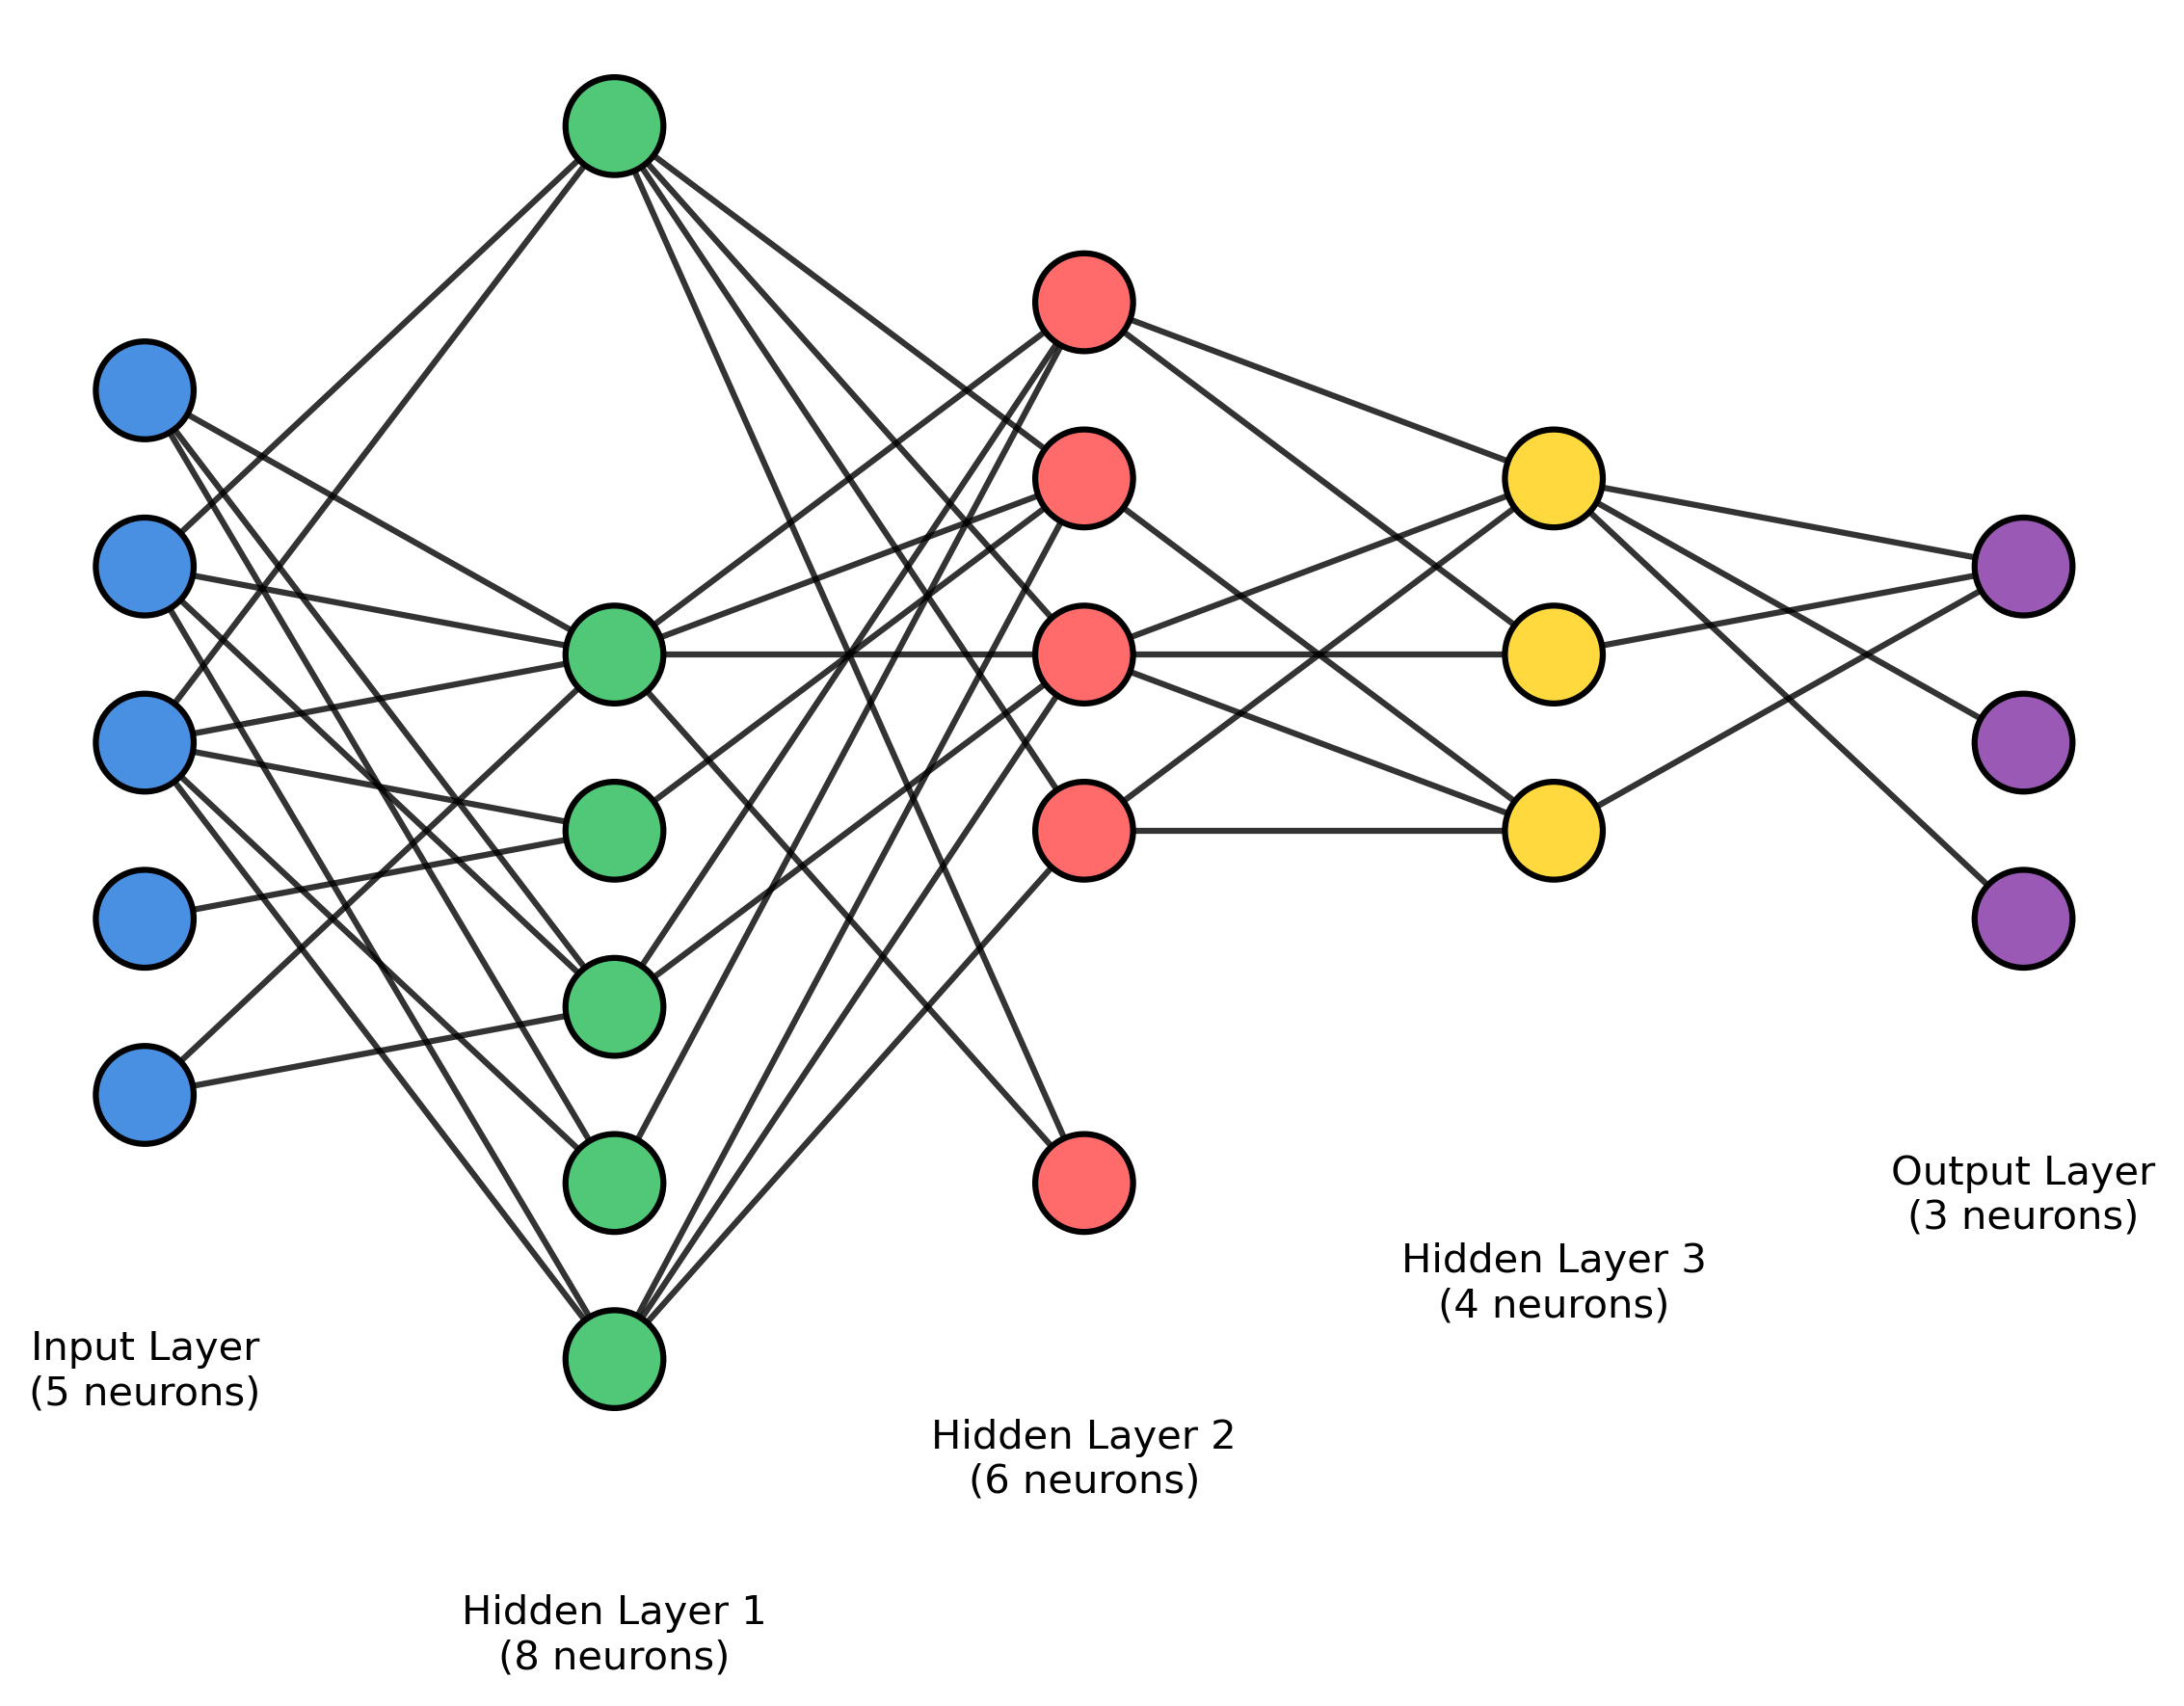 Input Layer
(5 neurons)
Hidden Layer 1
(8 neurons)
Hidden Layer 2
(6 neurons)
Hidden Layer 3
(4 neurons)
Output Layer
(3 neurons)